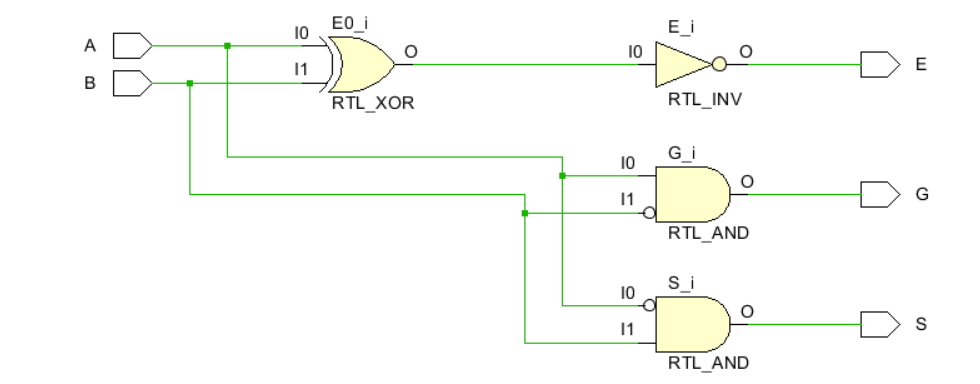 E0_i
E_i
A
I0
O
I0
O
E
B
I1
RTL_XOR
RTL_INV
G_i
I0
O
G
I1
RTL_AND
S_i
I0
O
S
I1
RTL_AND